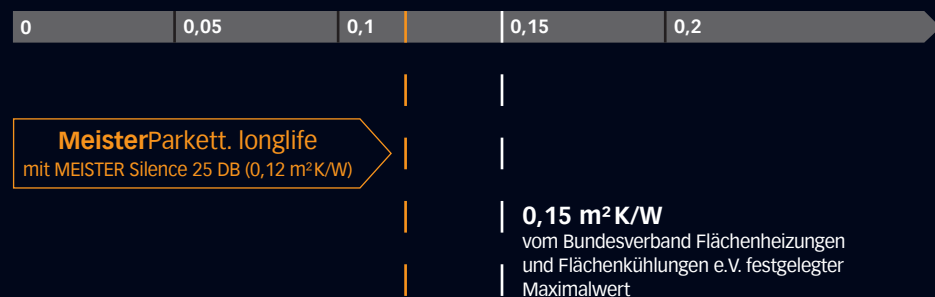 0 0,05 0,1 0,15 0,2
MeisterParkett. longlife
mit MEISTER Silence 25 DB (0,12 m²K/W)
0,15 m²K/W
vom Bundesverband Flächenheizungen
und Flächenkühlungen e.V. festgelegter
Maximalwert